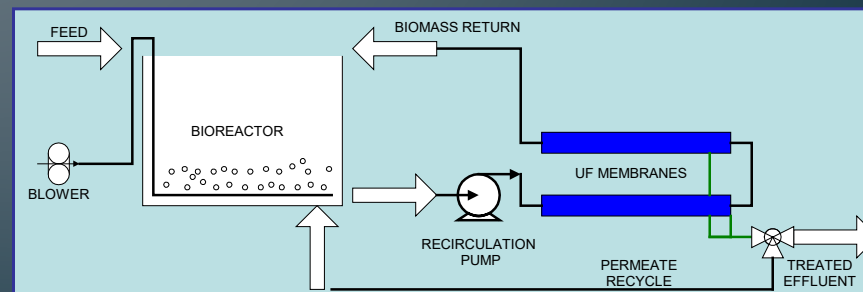 FEED
BIOMASS RETURN
BIOREACTOR
BLOWER
UF MEMBRANES
RECIRCULATION
PUMP
PERMEATE
RECYCLE
TREATED
EFFLUENT